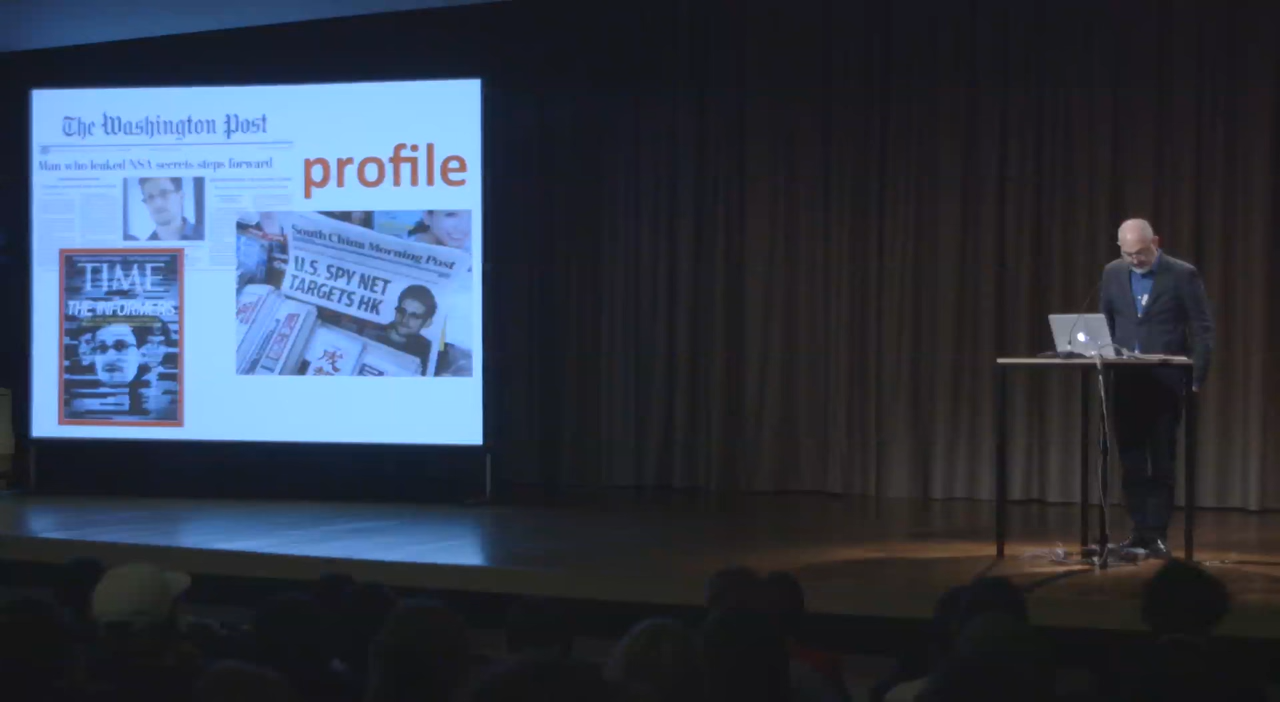 The Washington Post
Man who leaked NSA secrets steps forward
profile
South China Morning Post
U.S. SPY NET
TARGETS HK
TIME
THE INFORMERS